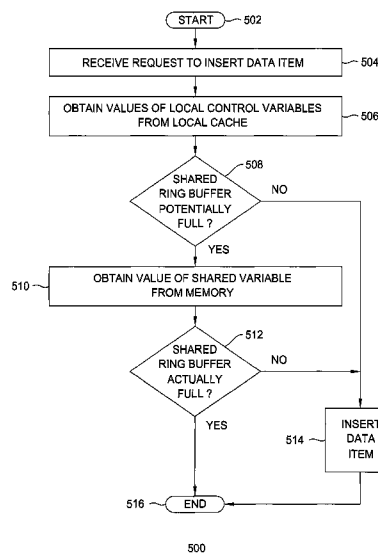 START
502
RECEIVE REQUEST TO INSERT DATA ITEM
504
OBTAIN VALUES OF LOCAL CONTROL VARIABLES
FROM LOCAL CACHE
506
508
SHARED
RING BUFFER
POTENTIALLY
FULL ?
NO
YES
510
OBTAIN VALUE OF SHARED VARIABLE
FROM MEMORY
512
SHARED
RING BUFFER
ACTUALLY
FULL ?
NO
YES
514
INSERT
DATA
ITEM
516
END
500